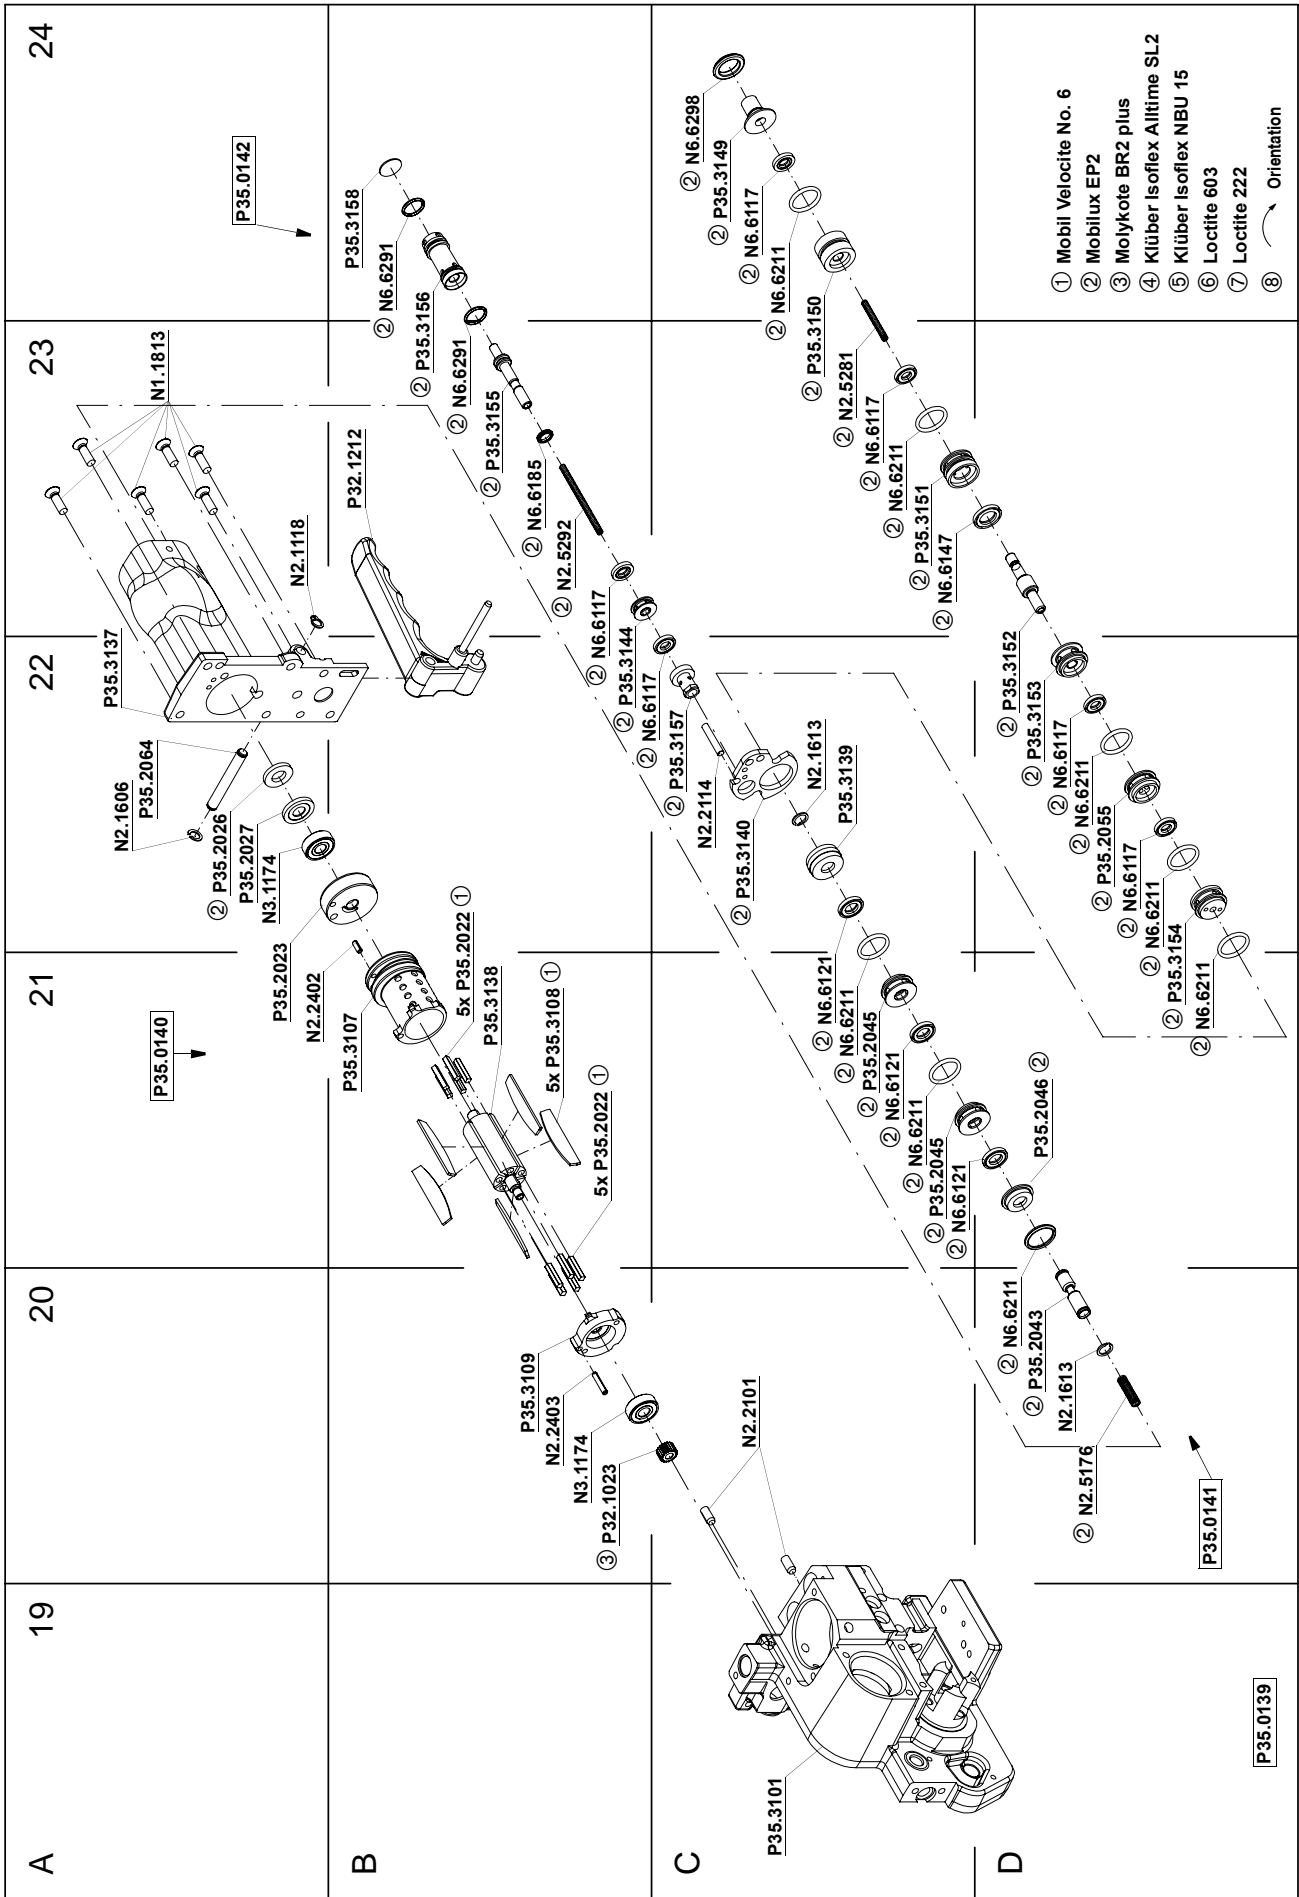 A
B
C
D
19
20
21
22
23
24
P35.0142
P35.0140
P35.0141
P35.0139
N1.1813
P35.3137
N2.1118
P32.1212
P35.2064
N2.1606
② P35.2026
P35.2027
N3.1174
P35.2023
N2.2402
P35.3107
5x P35.2022 ①
P35.3138
5x P35.3108 ①
5x P35.2022 ①
P35.3109
N2.2403
N3.1174
③ P32.1023
N2.2101
P35.3101
P35.3158
② N6.6291
② P35.3156
② N6.6291
② P35.3155
② N6.6185
② N2.5292
② N6.6117
② P35.3144
② N6.6117
② P35.3157
N2.2114
② P35.3140
N2.1613
P35.3139
② N6.6121
② N6.6211
② P35.2045
② N6.6121
② N6.6211
② P35.2045
② N6.6121
P35.2046 ②
② N6.6211
② P35.2043
N2.1613
② N2.5176
② N6.6298
② P35.3149
② N6.6117
② N6.6211
② P35.3150
② N2.5281
② N6.6117
② N6.6211
② P35.3151
② N6.6147
② P35.3152
② P35.3153
② N6.6117
② N6.6211
② P35.2055
② N6.6117
② N6.6211
② P35.3154
② N6.6211
① Mobil Velocite No. 6
② Mobilux EP2
③ Molykote BR2 plus
④ Klüber Isoflex Alltime SL2
⑤ Klüber Isoflex NBU 15
⑥ Loctite 603
⑦ Loctite 222
⑧ Orientation